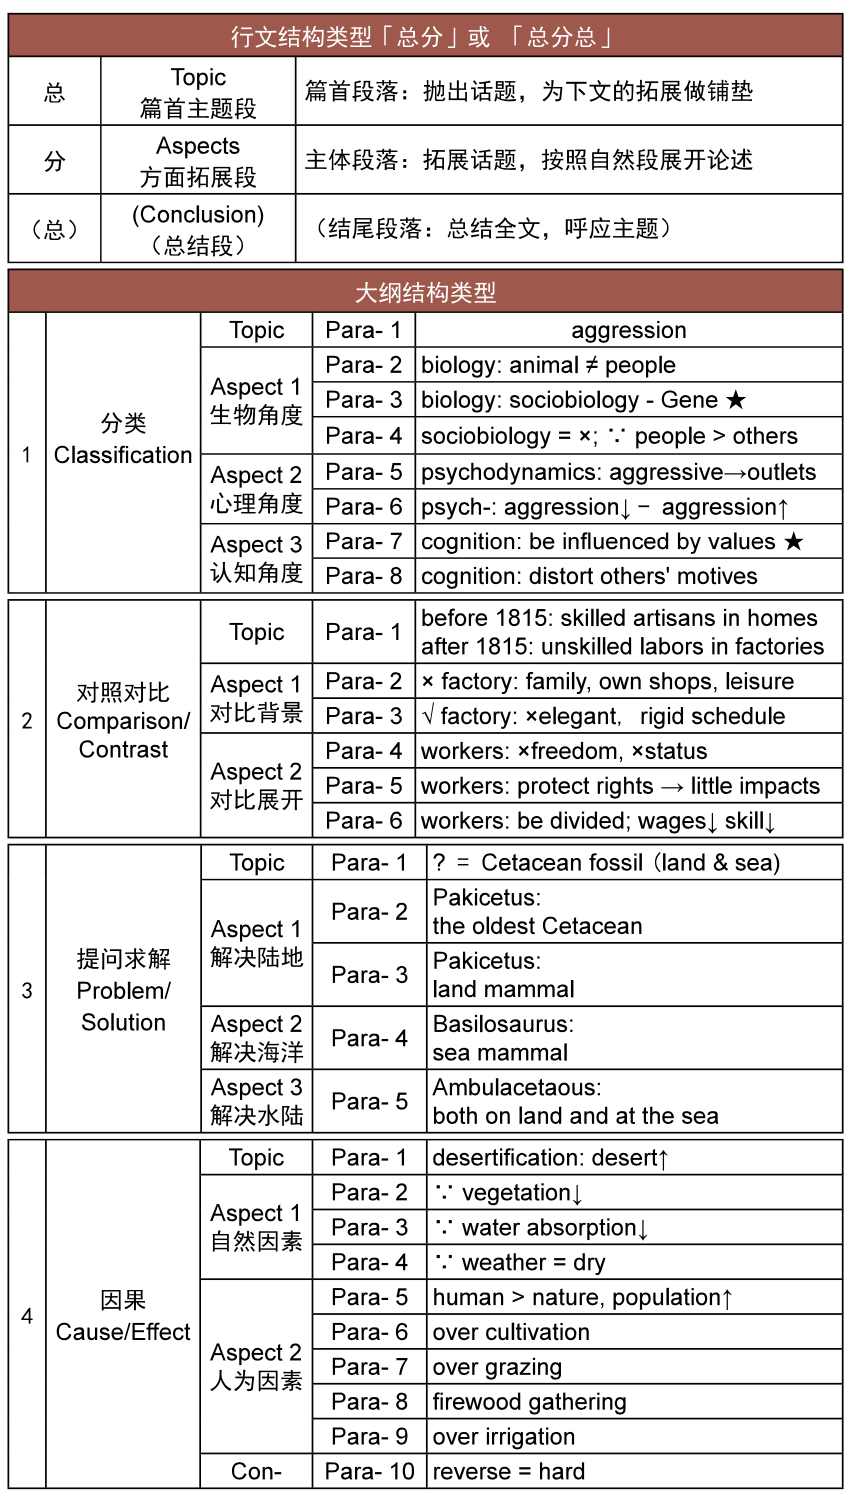 行文结构类型「总分」或 「总分总」
总
Topic
篇首主题段
篇首段落：抛出话题，为下文的拓展做铺垫
分
Aspects
方面拓展段
主体段落：拓展话题，按照自然段展开论述
（总）
(Conclusion)
（总结段）
（结尾段落：总结全文，呼应主题）
大纲结构类型
1
分类
Classification
Topic
Para- 1
aggression
Aspect 1
生物角度
Para- 2
biology: animal ≠ people
Para- 3
biology: sociobiology - Gene ★
Para- 4
sociobiology = ×; ∵ people > others
Aspect 2
心理角度
Para- 5
psychodynamics: aggressive→outlets
Para- 6
psych-: aggression↓ − aggression↑
Aspect 3
认知角度
Para- 7
cognition: be influenced by values ★
Para- 8
cognition: distort others' motives
2
对照对比
Comparison/
Contrast
Topic
Para- 1
before 1815: skilled artisans in homes
after 1815: unskilled labors in factories
Aspect 1
对比背景
Para- 2
× factory: family, own shops, leisure
Para- 3
√ factory: ×elegant, rigid schedule
Aspect 2
对比展开
Para- 4
workers: ×freedom, ×status
Para- 5
workers: protect rights → little impacts
Para- 6
workers: be divided; wages↓ skill↓
3
提问求解
Problem/
Solution
Topic
Para- 1
? = Cetacean fossil (land & sea)
Aspect 1
解决陆地
Para- 2
Pakicetus:
the oldest Cetacean
Para- 3
Pakicetus:
land mammal
Aspect 2
解决海洋
Para- 4
Basilosaurus:
sea mammal
Aspect 3
解决水陆
Para- 5
Ambulacetaous:
both on land and at the sea
4
因果
Cause/Effect
Topic
Para- 1
desertification: desert↑
Aspect 1
自然因素
Para- 2
∵ vegetation↓
Para- 3
∵ water absorption↓
Para- 4
∵ weather = dry
Aspect 2
人为因素
Para- 5
human > nature, population↑
Para- 6
over cultivation
Para- 7
over grazing
Para- 8
firewood gathering
Para- 9
over irrigation
Con-
Para- 10
reverse = hard